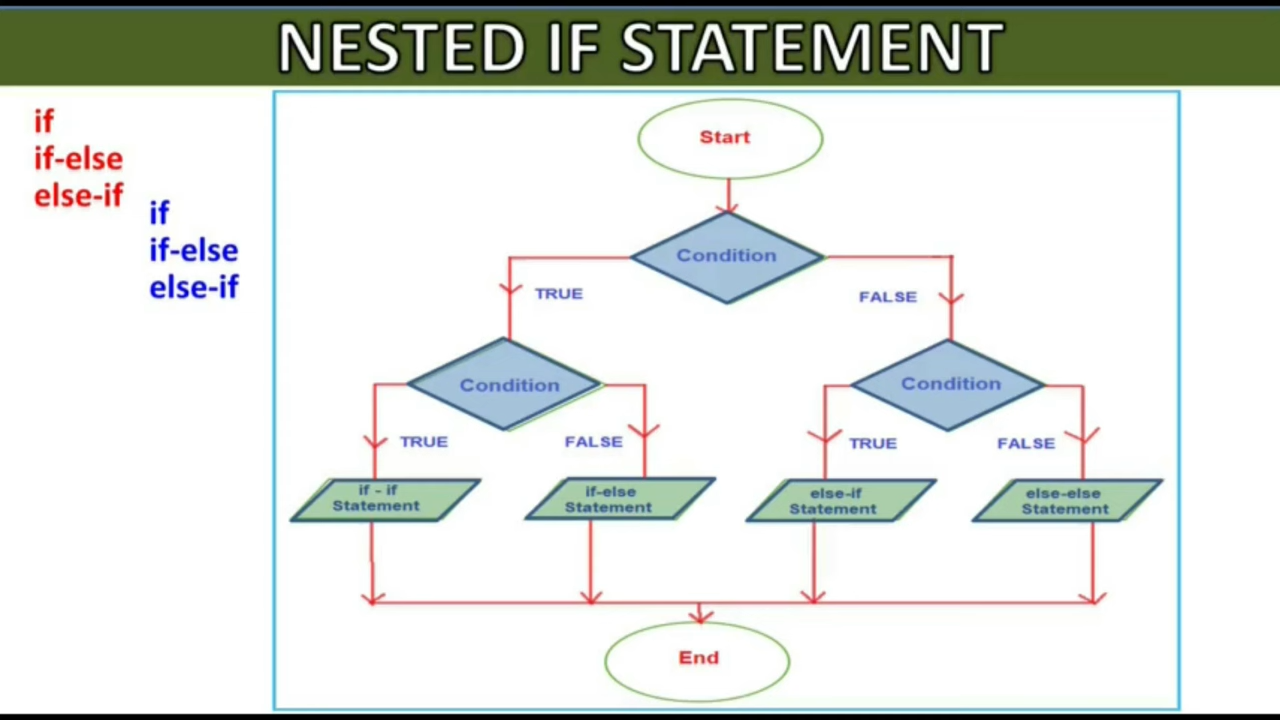 NESTED IF STATEMENT
if
if-else
else-if
if
if-else
else-if
Start
Condition
TRUE
FALSE
Condition
Condition
TRUE
FALSE
TRUE
FALSE
if - if
Statement
if-else
Statement
else-if
Statement
else-else
Statement
End